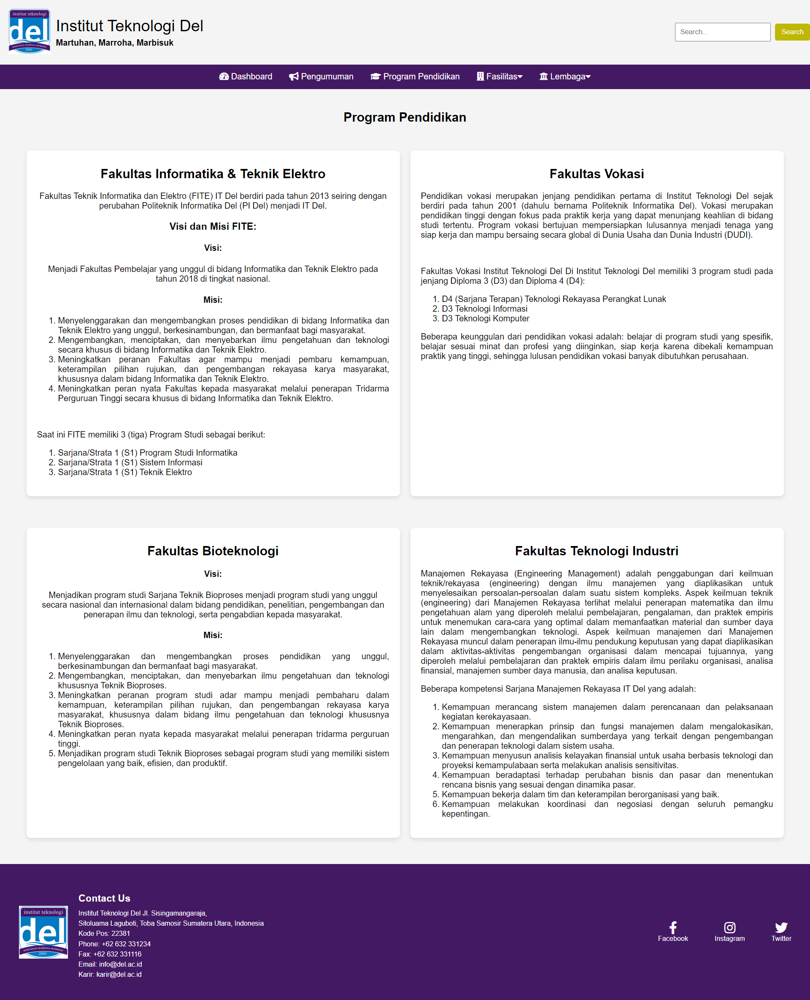 institut teknologi
del
MARTUHAN-MARROHA-MARBISUK
2001
Institut Teknologi Del
Martuhan, Marroha, Marbisuk
Search...
Search
Dashboard
Pengumuman
Program Pendidikan
Fasilitas
Lembaga
Program Pendidikan
Fakultas Informatika & Teknik Elektro
Fakultas Teknik Informatika dan Elektro (FITE) IT Del berdiri pada tahun 2013 seiring dengan
perubahan Politeknik Informatika Del (PI Del) menjadi IT Del.
Visi dan Misi FITE:
Visi:
Menjadi Fakultas Pembelajar yang unggul di bidang Informatika dan Teknik Elektro pada
tahun 2018 di tingkat nasional.
Misi:
1. Menyelenggarakan dan mengembangkan proses pendidikan di bidang Informatika dan
Teknik Elektro yang unggul, berkesinambungan, dan bermanfaat bagi masyarakat.
2. Mengembangkan, menciptakan, dan menyebarkan ilmu pengetahuan dan teknologi
secara khusus di bidang Informatika dan Teknik Elektro.
3. Meningkatkan peranan Fakultas agar mampu menjadi pembaru kemampuan,
keterampilan pilihan rujukan, dan pengembangan rekayasa karya masyarakat,
khususnya dalam bidang Informatika dan Teknik Elektro.
4. Meningkatkan peran nyata Fakultas kepada masyarakat melalui penerapan Tridarma
Perguruan Tinggi secara khusus di bidang Informatika dan Teknik Elektro.
Saat ini FITE memiliki 3 (tiga) Program Studi sebagai berikut:
1. Sarjana/Strata 1 (S1) Program Studi Informatika
2. Sarjana/Strata 1 (S1) Sistem Informasi
3. Sarjana/Strata 1 (S1) Teknik Elektro
Fakultas Vokasi
Pendidikan vokasi merupakan jenjang pendidikan pertama di Institut Teknologi Del sejak
berdiri pada tahun 2001 (dahulu bernama Politeknik Informatika Del). Vokasi merupakan
pendidikan tinggi dengan fokus pada praktik kerja yang dapat menunjang keahlian di bidang
studi tertentu. Program vokasi bertujuan mempersiapkan lulusannya menjadi tenaga yang
siap kerja dan mampu bersaing secara global di Dunia Usaha dan Dunia Industri (DUDI).
Fakultas Vokasi Institut Teknologi Del Di Institut Teknologi Del memiliki 3 program studi pada
jenjang Diploma 3 (D3) dan Diploma 4 (D4):
1. D4 (Sarjana Terapan) Teknologi Rekayasa Perangkat Lunak
2. D3 Teknologi Informasi
3. D3 Teknologi Komputer
Beberapa keunggulan dari pendidikan vokasi adalah: belajar di program studi yang spesifik,
belajar sesuai minat dan profesi yang diinginkan, siap kerja karena dibekali kemampuan
praktik yang tinggi, sehingga lulusan pendidikan vokasi banyak dibutuhkan perusahaan.
Fakultas Bioteknologi
Visi:
Menjadikan program studi Sarjana Teknik Bioproses menjadi program studi yang unggul
secara nasional dan internasional dalam bidang pendidikan, penelitian, pengembangan dan
penerapan ilmu dan teknologi, serta pengabdian kepada masyarakat.
Misi:
1. Menyelenggarakan dan mengembangkan proses pendidikan yang unggul,
berkesinambungan dan bermanfaat bagi masyarakat.
2. Mengembangkan, menciptakan, dan menyebarkan ilmu pengetahuan dan teknologi
khususnya Teknik Bioproses.
3. Meningkatkan peranan program studi adar mampu menjadi pembaharu dalam
kemampuan, keterampilan pilihan rujukan, dan pengembangan rekayasa karya
masyarakat, khususnya dalam bidang ilmu pengetahuan dan teknologi khususnya
Teknik Bioproses.
4. Meningkatkan peran nyata kepada masyarakat melalui penerapan tridarma perguruan
tinggi.
5. Menjadikan program studi Teknik Bioproses sebagai program studi yang memiliki sistem
pengelolaan yang baik, efisien, dan produktif.
Fakultas Teknologi Industri
Manajemen Rekayasa (Engineering Management) adalah penggabungan dari keilmuan
teknik/rekayasa (engineering) dengan ilmu manajemen yang diaplikasikan untuk
menyelesaikan persoalan-persoalan dalam suatu sistem kompleks. Aspek keilmuan teknik
(engineering) dari Manajemen Rekayasa terlihat melalui penerapan matematika dan ilmu
pengetahuan alam yang diperoleh melalui pembelajaran, pengalaman, dan praktek empiris
untuk menemukan cara-cara yang optimal dalam memanfaatkan material dan sumber daya
lain dalam mengembangkan teknologi. Aspek keilmuan manajemen dari Manajemen
Rekayasa muncul dalam penerapan ilmu-ilmu pendukung keputusan yang dapat diaplikasikan
dalam aktivitas-aktivitas pengembangan organisasi dalam mencapai tujuannya, yang
diperoleh melalui pembelajaran dan praktek empiris dalam ilmu perilaku organisasi, analisa
finansial, manajemen sumber daya manusia, dan analisa keputusan.
Beberapa kompetensi Sarjana Manajemen Rekayasa IT Del yang adalah:
1. Kemampuan merancang sistem manajemen dalam perencanaan dan pelaksanaan
kegiatan kerekayasaan.
2. Kemampuan menerapkan prinsip dan fungsi manajemen dalam mengalokasikan,
mengarahkan, dan mengendalikan sumberdaya yang terkait dengan pengembangan
dan penerapan teknologi dalam sistem usaha.
3. Kemampuan menyusun analisis kelayakan finansial untuk usaha berbasis teknologi dan
proyeksi kemampulabaan serta melakukan analisis sensitivitas.
4. Kemampuan beradaptasi terhadap perubahan bisnis dan pasar dan menentukan
rencana bisnis yang sesuai dengan dinamika pasar.
5. Kemampuan bekerja dalam tim dan keterampilan berorganisasi yang baik.
6. Kemampuan melakukan koordinasi dan negosiasi dengan seluruh pemangku
kepentingan.
institut teknologi
del
MARTUHAN-MARROHA-MARBISUK
2001
Contact Us
Institut Teknologi Del Jl. Sisingamangaraja,
Sitoluama Laguboti, Toba Samosir Sumatera Utara, Indonesia
Kode Pos: 22381
Phone: +62 632 331234
Fax: +62 632 331116
Email: info@del.ac.id
Karir: karir@del.ac.id
Facebook
Instagram
Twitter